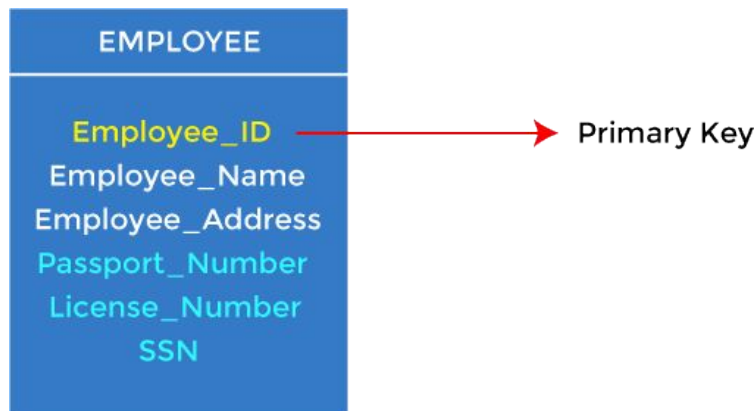 EMPLOYEE
Employee_ID
Primary Key
Employee_Name
Employee_Address
Passport_Number
License_Number
SSN